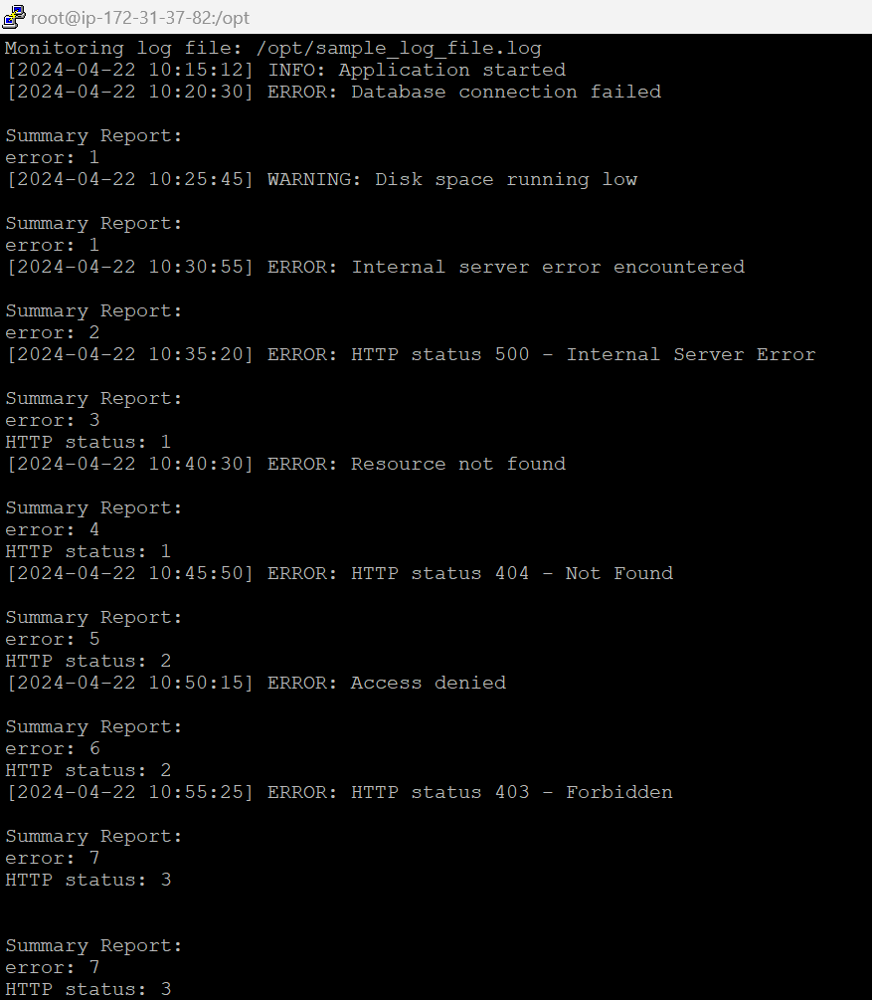 root@ip-172-31-37-82:/opt
Monitoring log file: /opt/sample_log_file.log
[2024-04-22 10:15:12] INFO: Application started
[2024-04-22 10:20:30] ERROR: Database connection failed
Summary Report:
error: 1
[2024-04-22 10:25:45] WARNING: Disk space running low
Summary Report:
error: 1
[2024-04-22 10:30:55] ERROR: Internal server error encountered
Summary Report:
error: 2
[2024-04-22 10:35:20] ERROR: HTTP status 500 - Internal Server Error
Summary Report:
error: 3
HTTP status: 1
[2024-04-22 10:40:30] ERROR: Resource not found
Summary Report:
error: 4
HTTP status: 1
[2024-04-22 10:45:50] ERROR: HTTP status 404 - Not Found
Summary Report:
error: 5
HTTP status: 2
[2024-04-22 10:50:15] ERROR: Access denied
Summary Report:
error: 6
HTTP status: 2
[2024-04-22 10:55:25] ERROR: HTTP status 403 - Forbidden
Summary Report:
error: 7
HTTP status: 3
Summary Report:
error: 7
HTTP status: 3